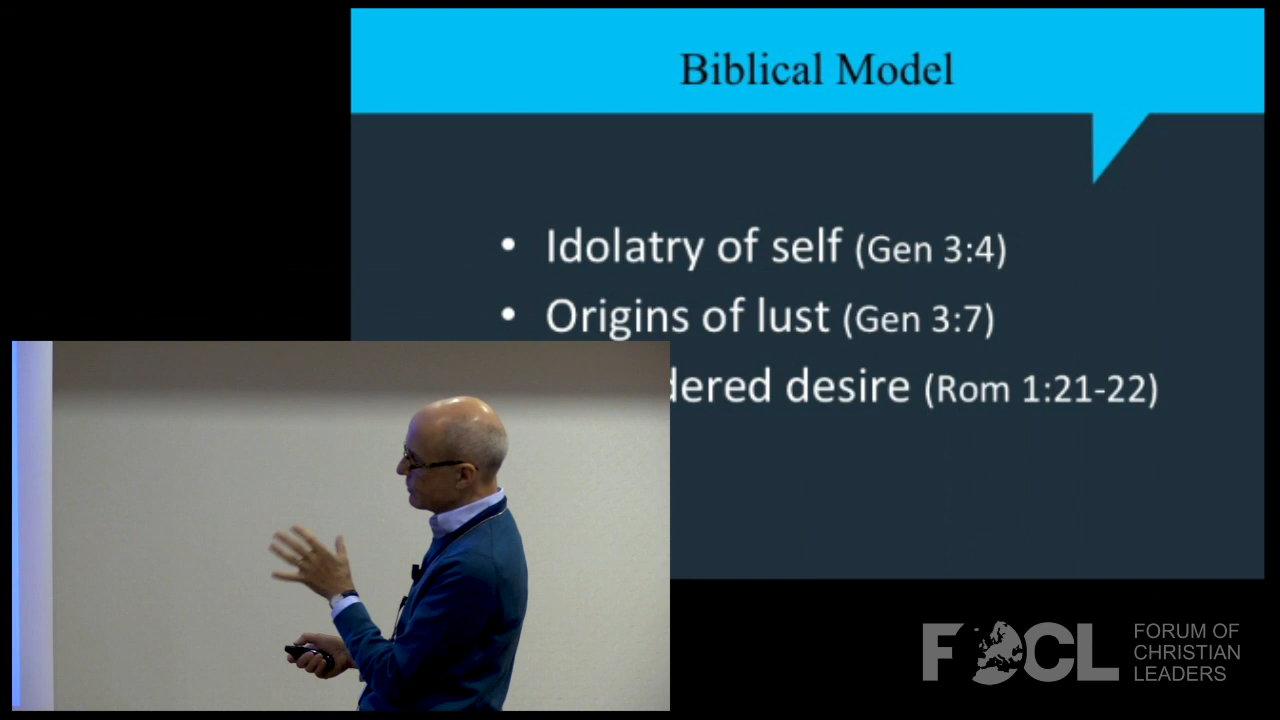 Biblical Model
• Idolatry of self (Gen 3:4)
• Origins of lust (Gen 3:7)
desire (Rom 1:21-22)
FOCL
FORUM OF
CHRISTIAN
LEADERS